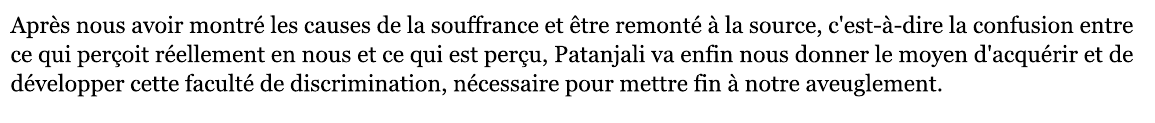 Après nous avoir montré les causes de la souffrance et être remonté à la source, c'est-à-dire la confusion entre
ce qui perçoit réellement en nous et ce qui est perçu, Patanjali va enfin nous donner le moyen d'acquérir et de
développer cette faculté de discrimination, nécessaire pour mettre fin à notre aveuglement.